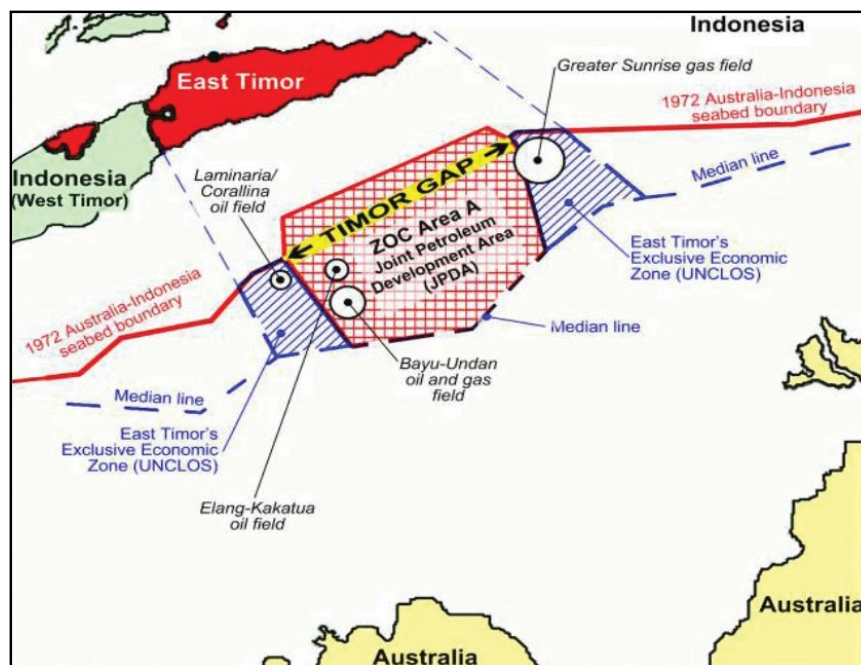 Indonesia
East Timor
Greater Sunrise gas field
1972 Australia-Indonesia
seabed boundary
Laminaria/
Corallina
oil field
Indonesia
(West Timor)
Median line
TIMOR GAP
ZOC Area A
Joint Petroleum
Development Area
(JPDA)
East Timor's
Exclusive Economic
Zone (UNCLOS)
1972 Australia-Indonesia
seabed boundary
Median line
Bayu-Undan
oil and gas
field
Median line
East Timor's
Exclusive Economic
Zone (UNCLOS)
Elang-Kakatua
oil field
Australia
Australia